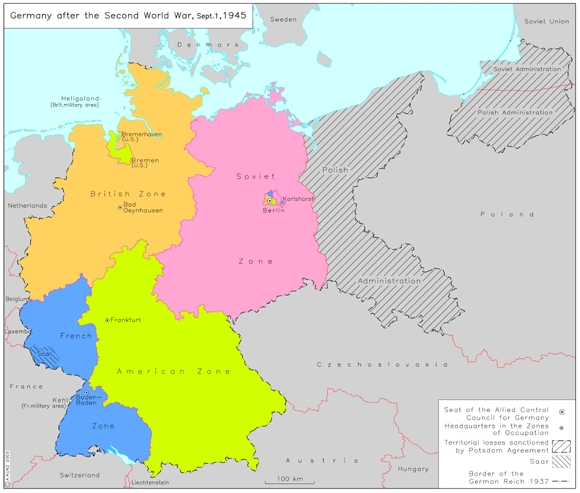 Germany after the Second World War, Sept.1, 1945
Sweden
Soviet Union
Denmark
Soviet Administration
Heligoland
(Brit.military area)
Polish Administration
Bremerhaven
(U.S.)
Bremen
(U.S.)
Polish
Soviet
British Zone
Karlshorst
Berlin
Netherlands
Bad
Oeynhausen
Poland
Zone
Administration
Belgium
Luxemb.
Frankfurt
French
Saar
American Zone
Czechoslovakia
France
Kehl
(Fr.military area)
Baden-
Baden
Zone
Seat of the Allied Control
Council for Germany
Headquarters in the Zones
of Occupation
Territorial losses sanctioned
by Potsdam Agreement
Saar
Border of the
German Reich 1937
Austria
Hungary
Switzerland
Liechtenstein
100 km
© A.KUNZ 2005